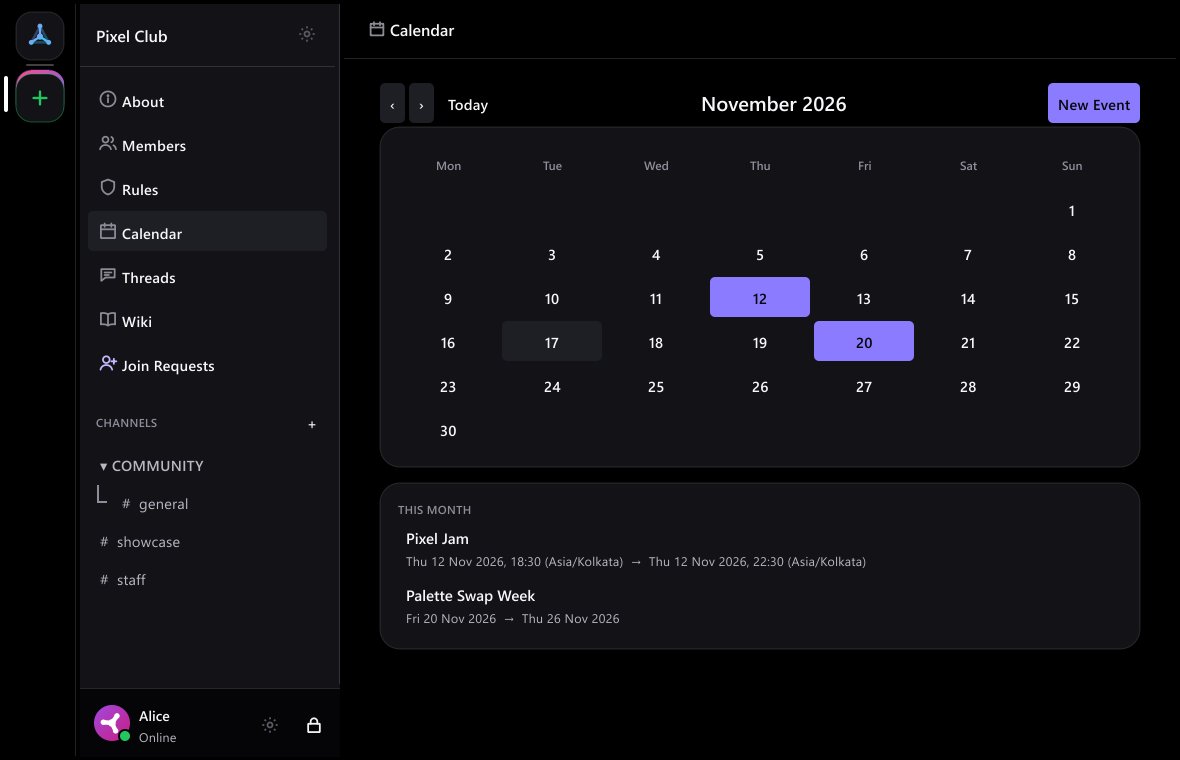 Pixel Club
About
Members
Rules
Calendar
Threads
Wiki
Join Requests
CHANNELS +
▾ COMMUNITY
# general
# showcase
# staff
Alice
Online
Calendar
‹ › Today November 2026 New Event
Mon Tue Wed Thu Fri Sat Sun
1
2 3 4 5 6 7 8
9 10 11 12 13 14 15
16 17 18 19 20 21 22
23 24 25 26 27 28 29
30
THIS MONTH
Pixel Jam
Thu 12 Nov 2026, 18:30 (Asia/Kolkata) → Thu 12 Nov 2026, 22:30 (Asia/Kolkata)
Palette Swap Week
Fri 20 Nov 2026 → Thu 26 Nov 2026